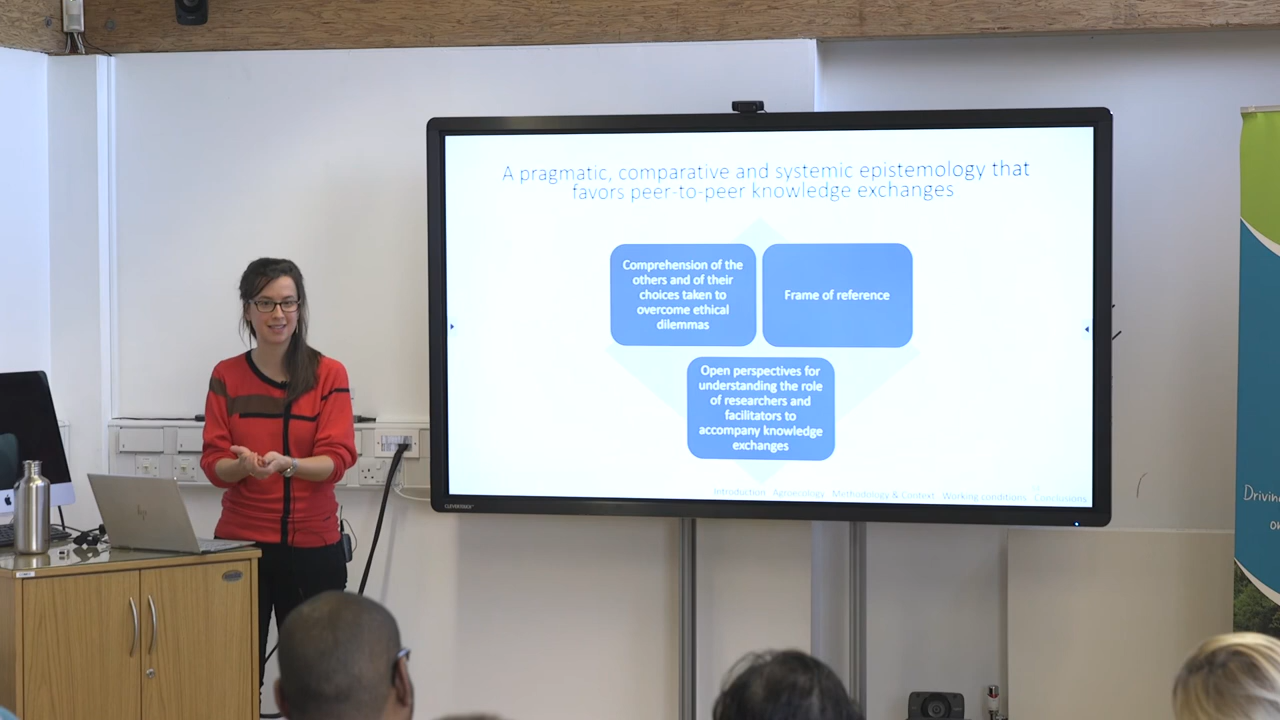 A pragmatic, comparative and systemic epistemology that
favors peer-to-peer knowledge exchanges
Comprehension of the
others and of their
choices taken to
overcome ethical
dilemmas
Frame of reference
Open perspectives for
understanding the role
of researchers and
facilitators to
accompany knowledge
exchanges
Introduction Agroecology Methodology & Context Working conditions Conclusions
CLEVERTOUCH
Drivin